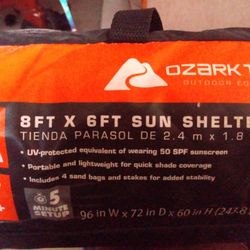 OZARK T
OUTDOOR EQ
8FT X 6FT SUN SHELTE
TIENDA PARASOL DE 2.4 m x 1.8
• UV-protected equivalent of wearing 50 SPF sunscreen
• Portable and lightweight for quick shade coverage
• Includes 4 sand bags and stakes for added stability
5
MINUTE
SETUP
96 in W x 72 in D x 60 in H (243.8